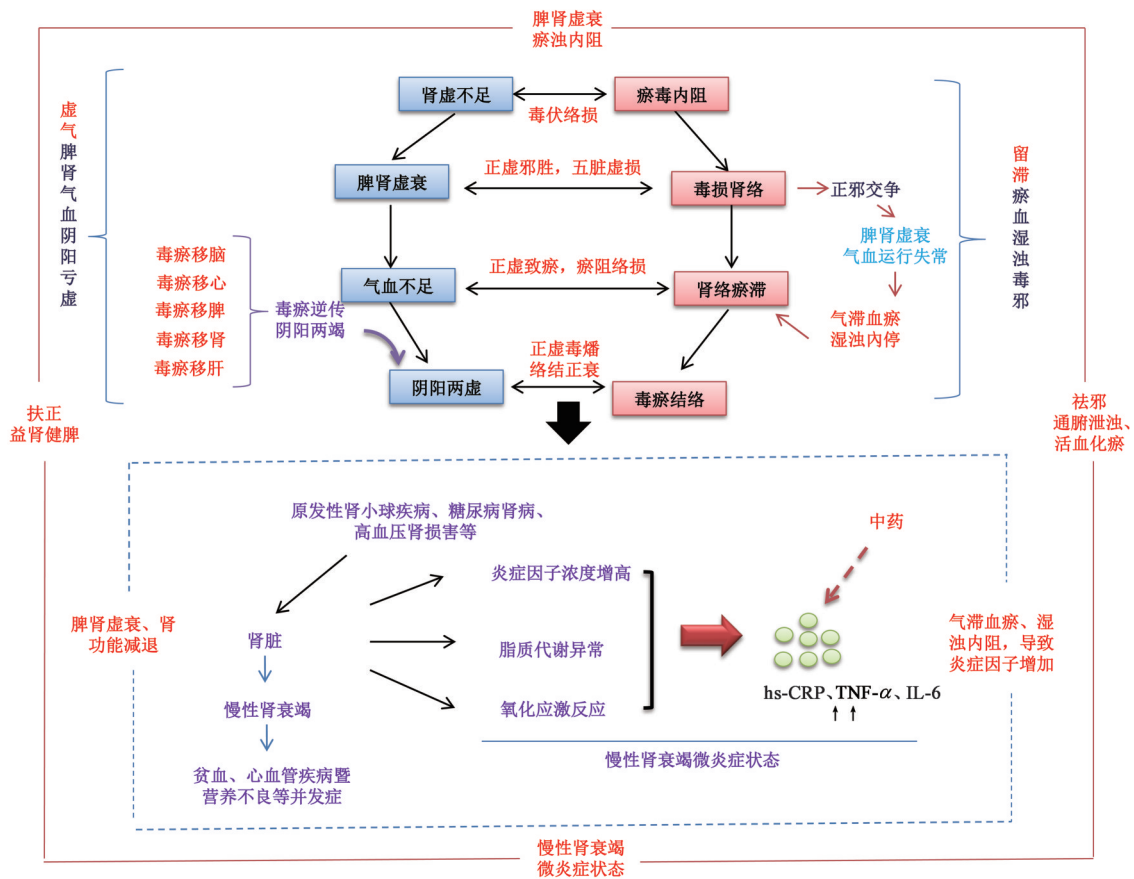 脾肾虚衰
瘀浊内阻
肾虚不足
瘀毒内阻
毒伏络损
虚气脾肾气血阴阳亏虚
脾肾虚衰
正虚邪胜，五脏虚损
毒损肾络
正邪交争
留滞瘀血湿浊毒邪
脾肾虚衰
气血运行失常
毒瘀移脑
毒瘀移心
毒瘀移脾
毒瘀移肾
毒瘀移肝
毒瘀逆传
阴阳两竭
气血不足
正虚致瘀，瘀阻络损
肾络瘀滞
气滞血瘀
湿浊内停
阴阳两虚
正虚毒燔
络结正衰
毒瘀结络
扶正
益肾健脾
祛邪
通腑泄浊、
活血化瘀
原发性肾小球疾病、糖尿病肾病、
高血压肾损害等
中药
炎症因子浓度增高
脾肾虚衰、肾
功能减退
肾脏
脂质代谢异常
气滞血瘀、湿
浊内阻，导致
炎症因子增加
hs-CRP、TNF-α、IL-6
慢性肾衰竭
氧化应激反应
慢性肾衰竭微炎症状态
贫血、心血管疾病暨
营养不良等并发症
慢性肾衰竭
微炎症状态